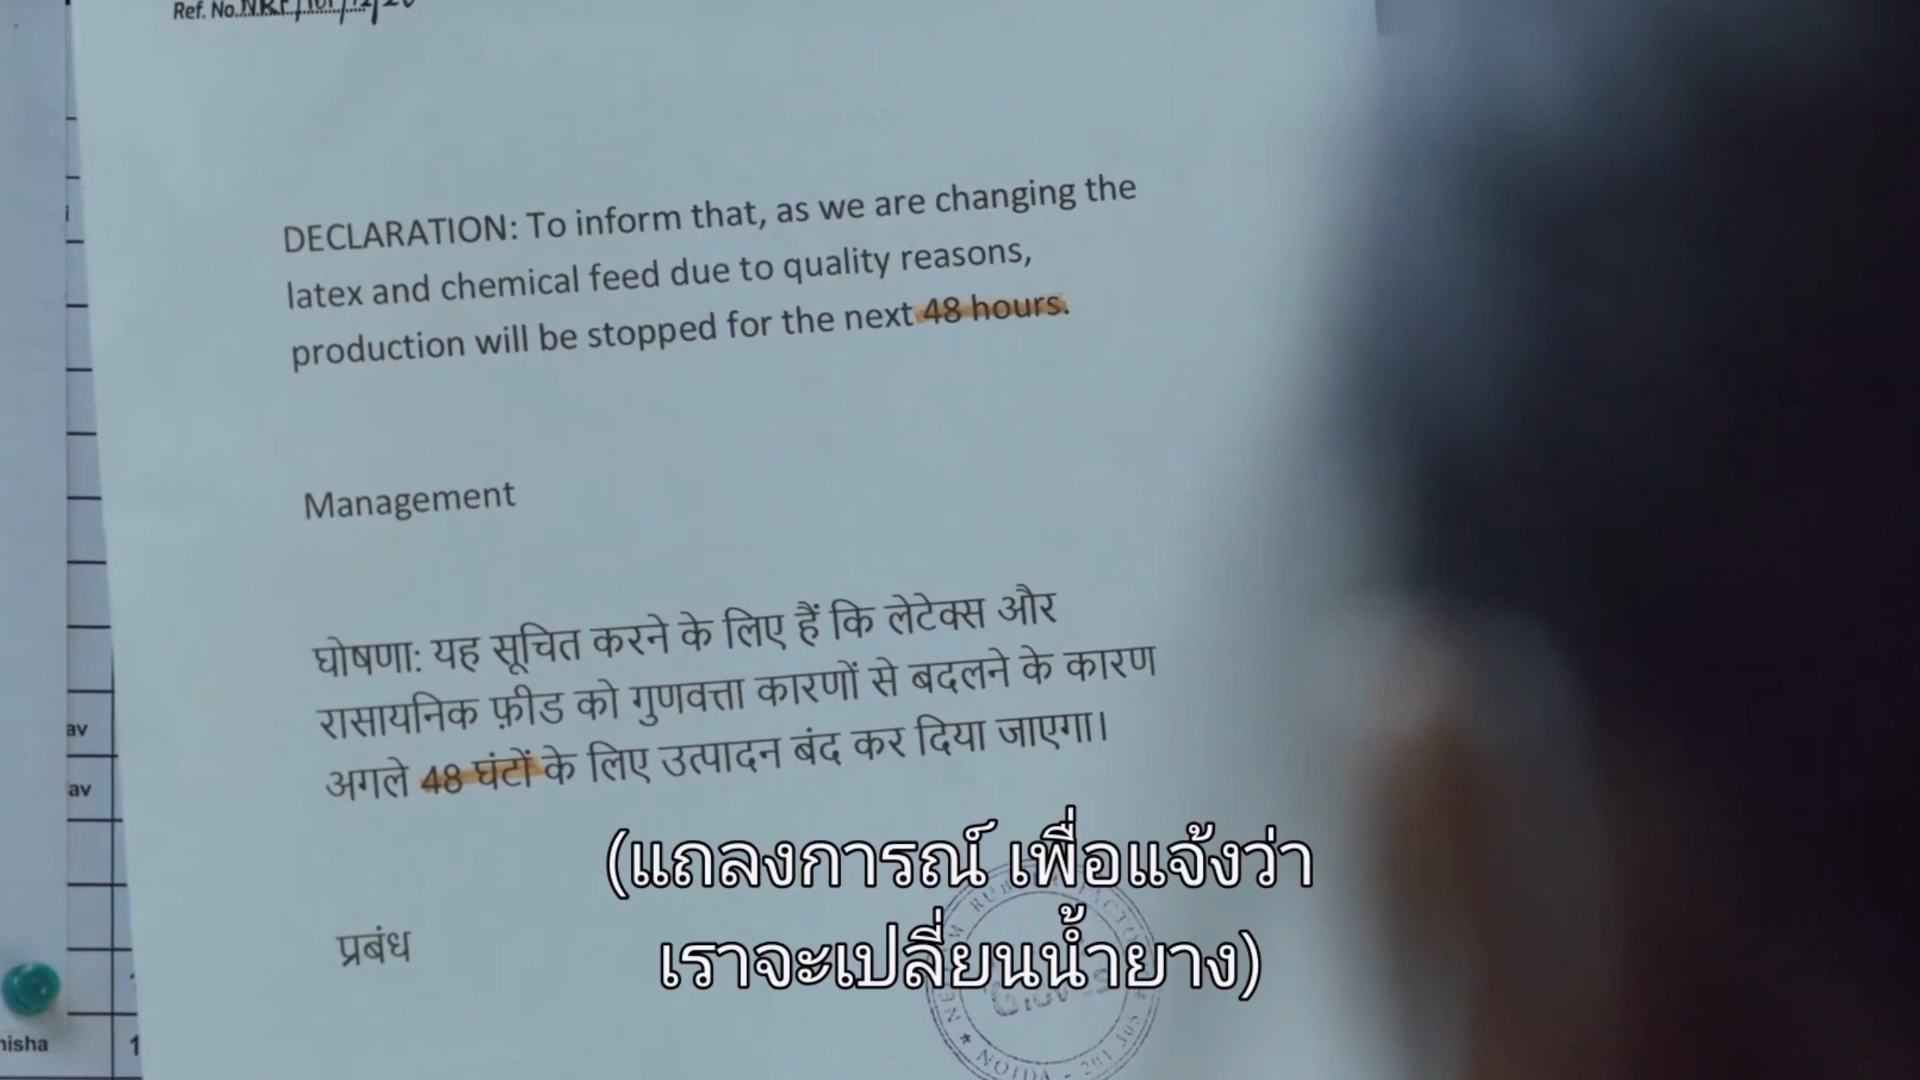 Ref. No.
DECLARATION: To inform that, as we are changing the
latex and chemical feed due to quality reasons,
production will be stopped for the next 48 hours.
Management
घोषणा: यह सूचित करने के लिए हैं कि लेटेक्स और
रासायनिक फ़ीड को गुणवत्ता कारणों से बदलने के कारण
अगले 48 घंटों के लिए उत्पादन बंद कर दिया जाएगा।
प्रबंध
(แถลงการณ์ เพื่อแจ้งว่า
เราจะเปลี่ยนน้ำยาง)
av
av
NOIDA